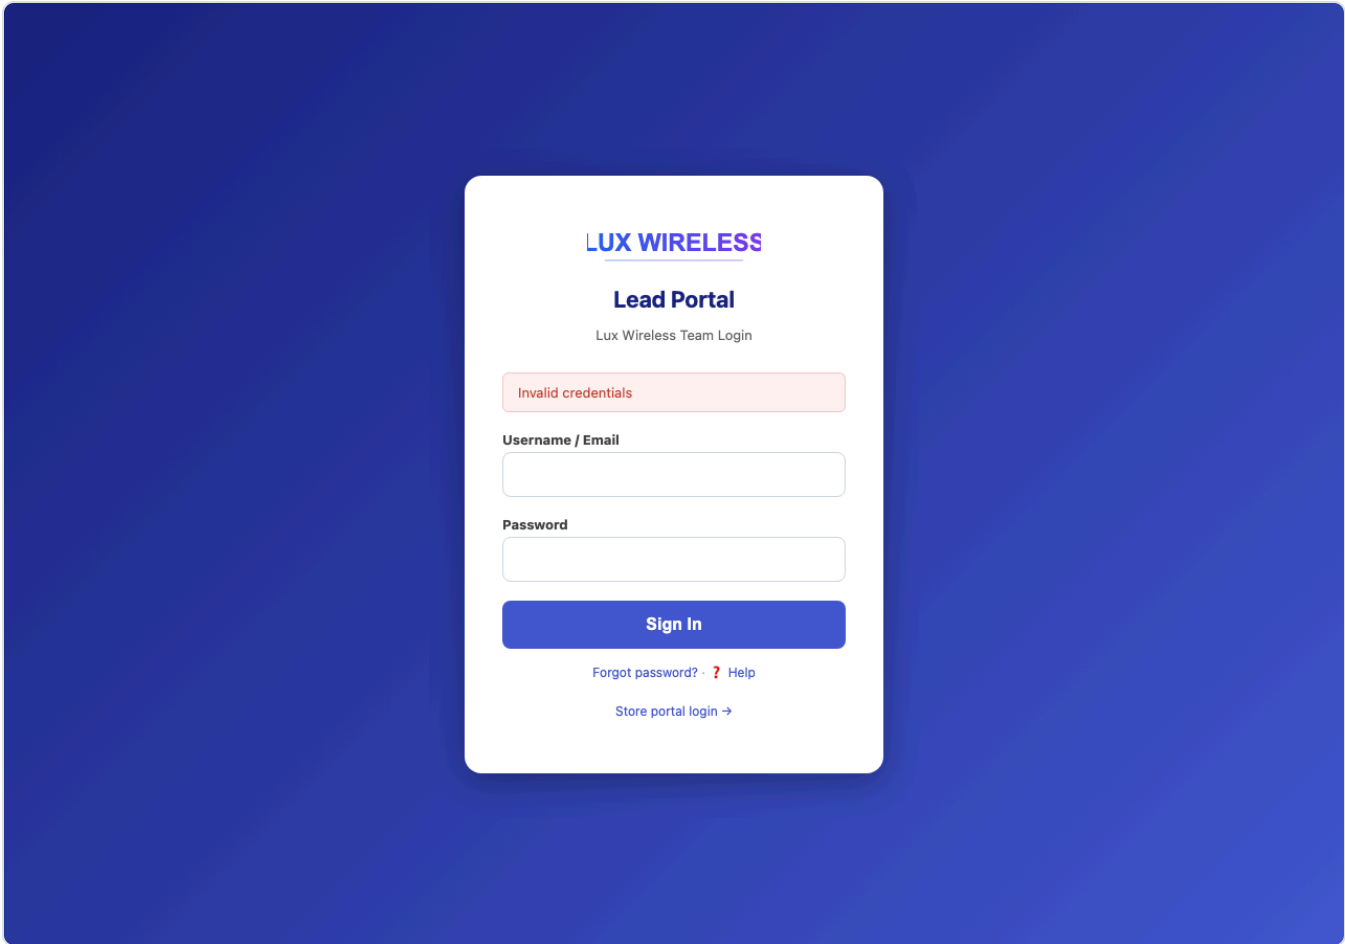 LUX WIRELESS
Lead Portal
Lux Wireless Team Login
Invalid credentials
Username / Email
Password
Sign In
Forgot password? · ❓ Help
Store portal login →